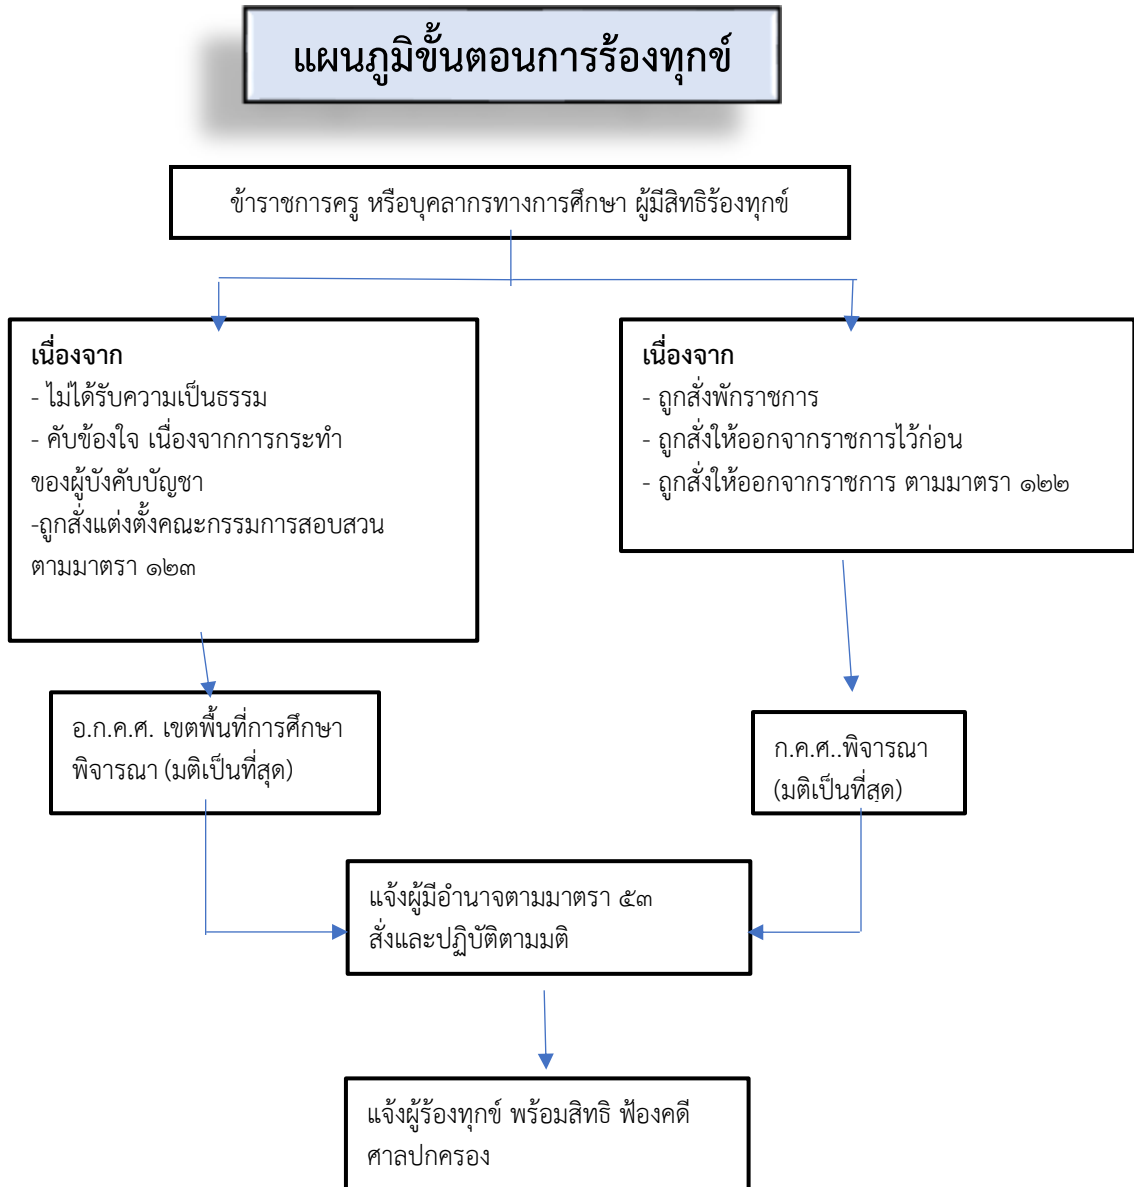 แผนภูมิขั้นตอนการร้องทุกข์
ข้าราชการครู หรือบุคลากรทางการศึกษา ผู้มีสิทธิร้องทุกข์
เนื่องจาก
- ไม่ได้รับความเป็นธรรม
- คับข้องใจ เนื่องจากการกระทำ
ของผู้บังคับบัญชา
-ถูกสั่งแต่งตั้งคณะกรรมการสอบสวน
ตามมาตรา ๑๒๓
เนื่องจาก
- ถูกสั่งพักราชการ
- ถูกสั่งให้ออกจากราชการไว้ก่อน
- ถูกสั่งให้ออกจากราชการ ตามมาตรา ๑๒๒
อ.ก.ค.ศ. เขตพื้นที่การศึกษา
พิจารณา (มติเป็นที่สุด)
ก.ค.ศ..พิจารณา
(มติเป็นที่สุด)
แจ้งผู้มีอำนาจตามมาตรา ๕๓
สั่งและปฏิบัติตามมติ
แจ้งผู้ร้องทุกข์ พร้อมสิทธิ ฟ้องคดี
ศาลปกครอง